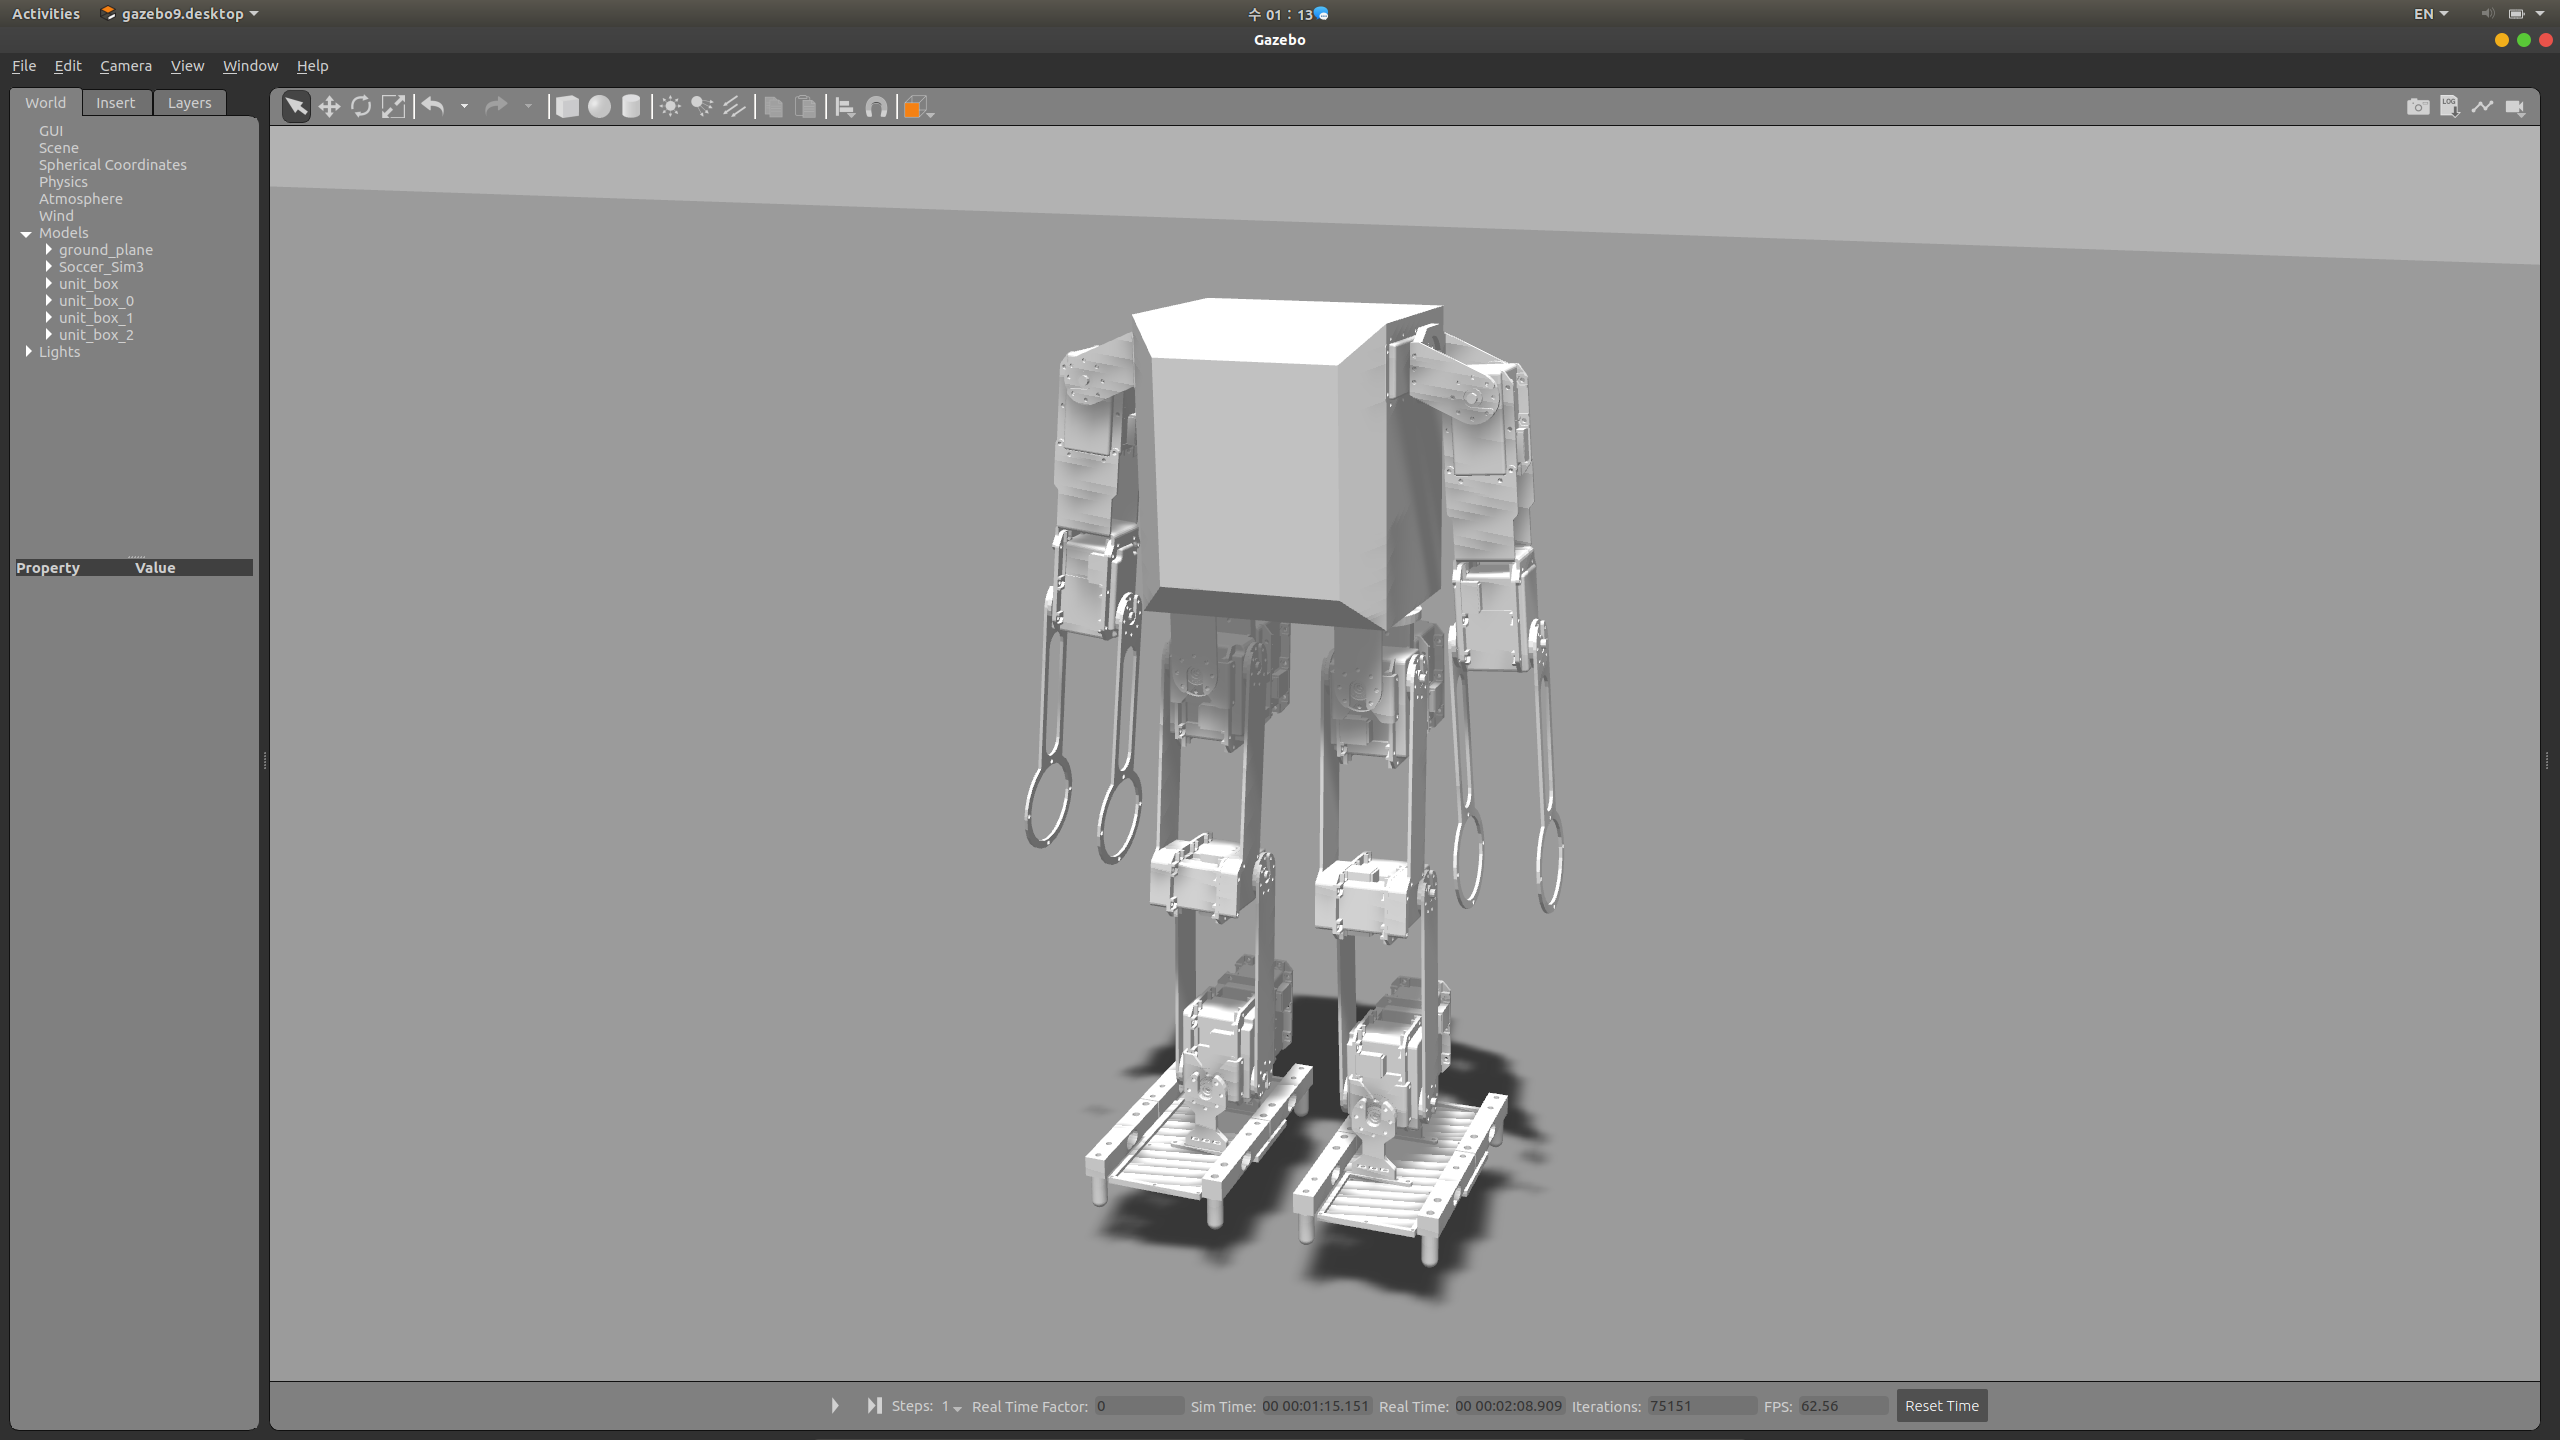 Activities gazebo9.desktop 수 01 : 13 EN
Gazebo
File Edit Camera View Window Help
World Insert Layers
LOG
GUI
Scene
Spherical Coordinates
Physics
Atmosphere
Wind
Models
ground_plane
Soccer_Sim3
unit_box
unit_box_0
unit_box_1
unit_box_2
Lights
Property Value
Steps: 1 Real Time Factor: 0 Sim Time: 00 00:01:15.151 Real Time: 00 00:02:08.909 Iterations: 75151 FPS: 62.56 Reset Time